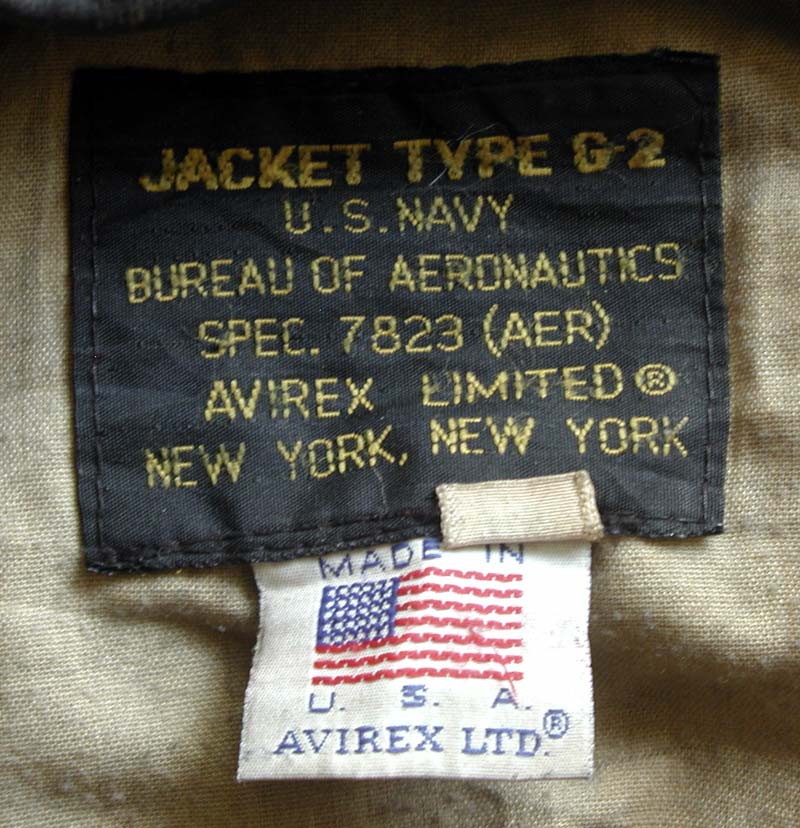 JACKET TYPE G-2
U.S. NAVY
BUREAU OF AERONAUTICS
SPEC. 7823 (AER)
AVIREX LIMITED®
NEW YORK, NEW YORK
MADE IN
U. S. A.
AVIREX LTD.®